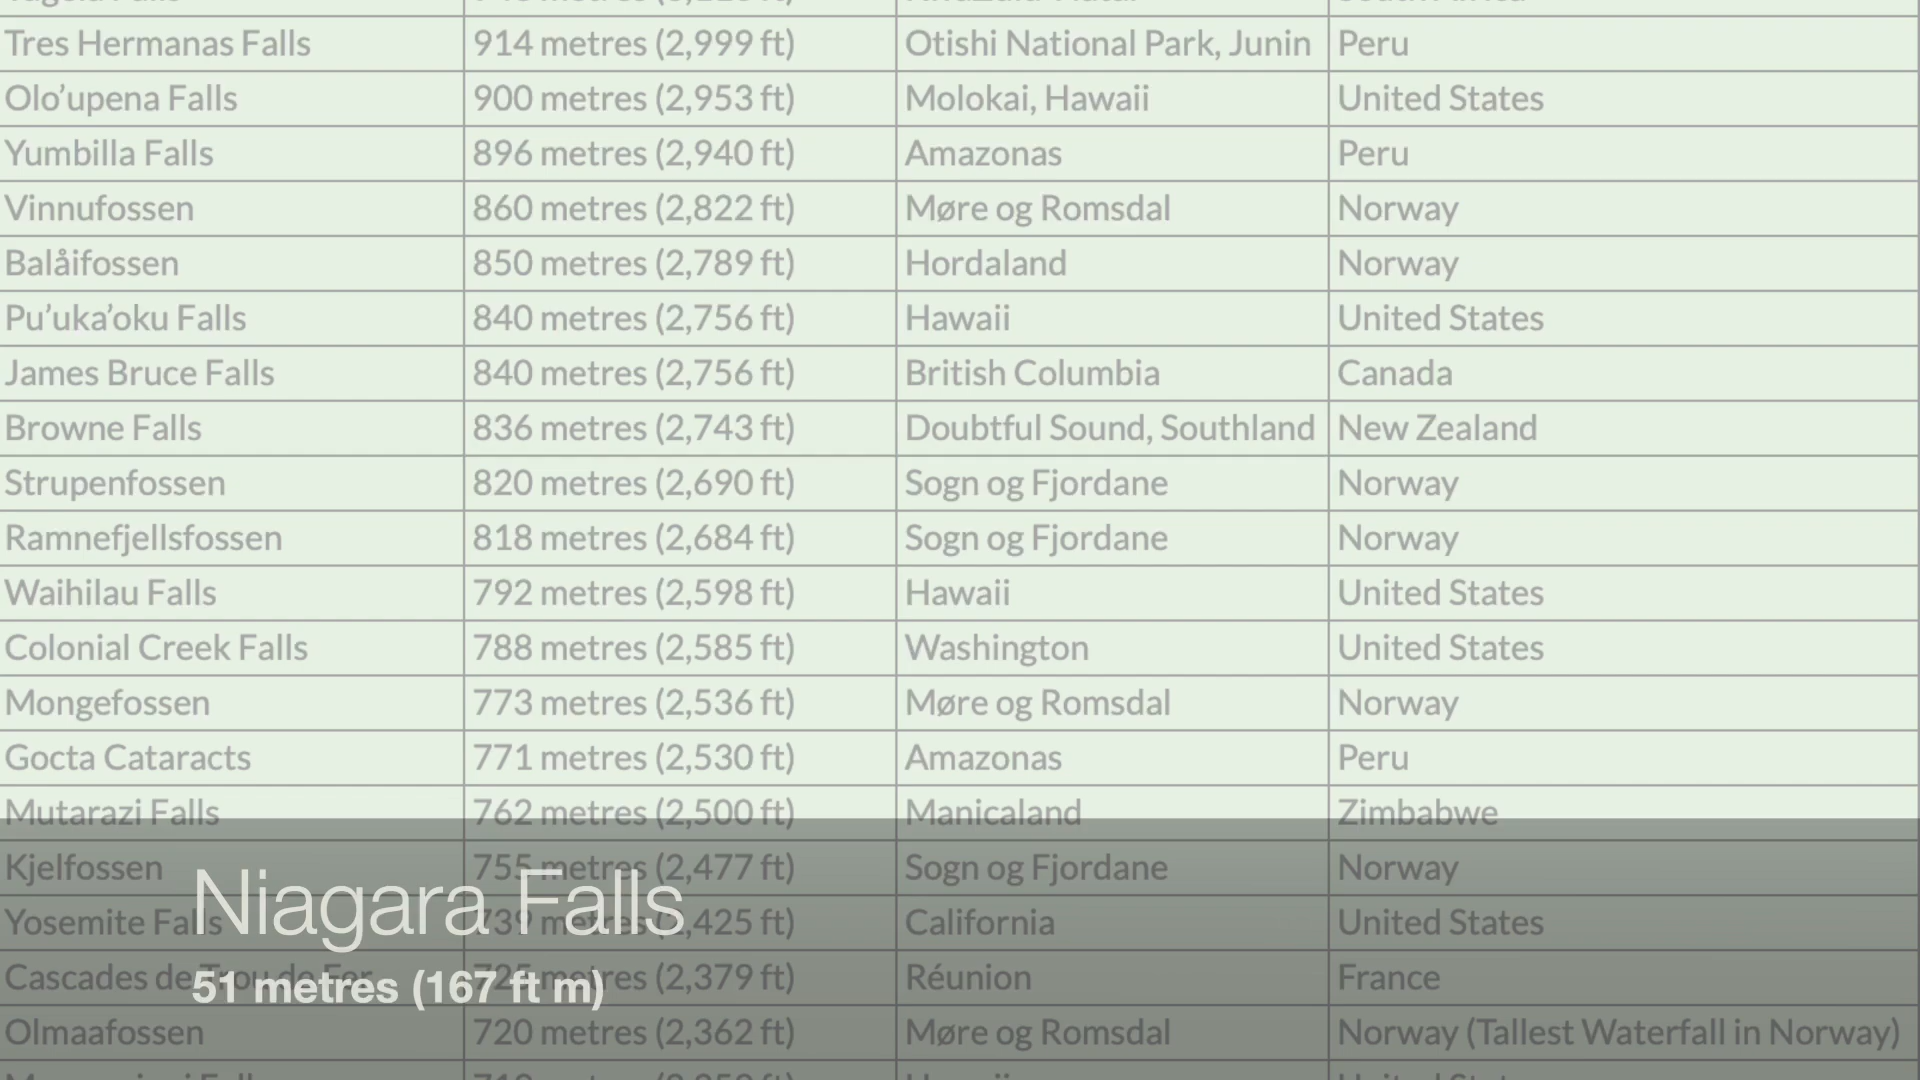 Tres Hermanas Falls 914 metres (2,999 ft) Otishi National Park, Junin Peru
Olo’upena Falls 900 metres (2,953 ft) Molokai, Hawaii United States
Yumbilla Falls 896 metres (2,940 ft) Amazonas Peru
Vinnufossen 860 metres (2,822 ft) Møre og Romsdal Norway
Balåifossen 850 metres (2,789 ft) Hordaland Norway
Pu’uka’oku Falls 840 metres (2,756 ft) Hawaii United States
James Bruce Falls 840 metres (2,756 ft) British Columbia Canada
Browne Falls 836 metres (2,743 ft) Doubtful Sound, Southland New Zealand
Strupenfossen 820 metres (2,690 ft) Sogn og Fjordane Norway
Ramnefjellsfossen 818 metres (2,684 ft) Sogn og Fjordane Norway
Waihilau Falls 792 metres (2,598 ft) Hawaii United States
Colonial Creek Falls 788 metres (2,585 ft) Washington United States
Mongefossen 773 metres (2,536 ft) Møre og Romsdal Norway
Gocta Cataracts 771 metres (2,530 ft) Amazonas Peru
Mutarazi Falls 762 metres (2,500 ft) Manicaland Zimbabwe
Kjelfossen 755 metres (2,477 ft) Sogn og Fjordane Norway
Niagara Falls
Yosemite Falls 739 metres (2,425 ft) California United States
Cascades de Trou de Fer 725 metres (2,379 ft) Réunion France
51 metres (167 ft m)
Olmaafossen 720 metres (2,362 ft) Møre og Romsdal Norway (Tallest Waterfall in Norway)